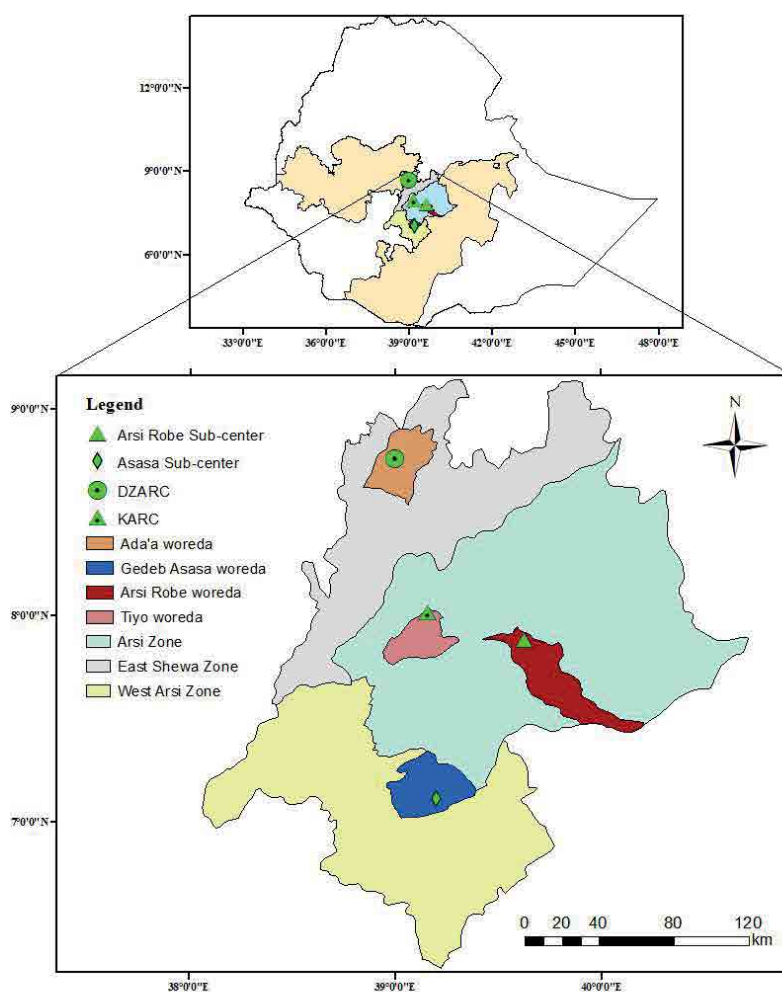 12°0'0"N
9°0'0"N
6°0'0"N
33°0'0"E 36°0'0"E 39°0'0"E 42°0'0"E 45°0'0"E 48°0'0"E
9°0'0"N
Legend
Arsi Robe Sub-center
Asasa Sub-center
DZARC
KARC
Ada'a woreda
Gedeb Asasa woreda
Arsi Robe woreda
Tiyo woreda
Arsi Zone
East Shewa Zone
West Arsi Zone
N
8°0'0"N
7°0'0"N
0 20 40 80 120
km
38°0'0"E 39°0'0"E 40°0'0"E